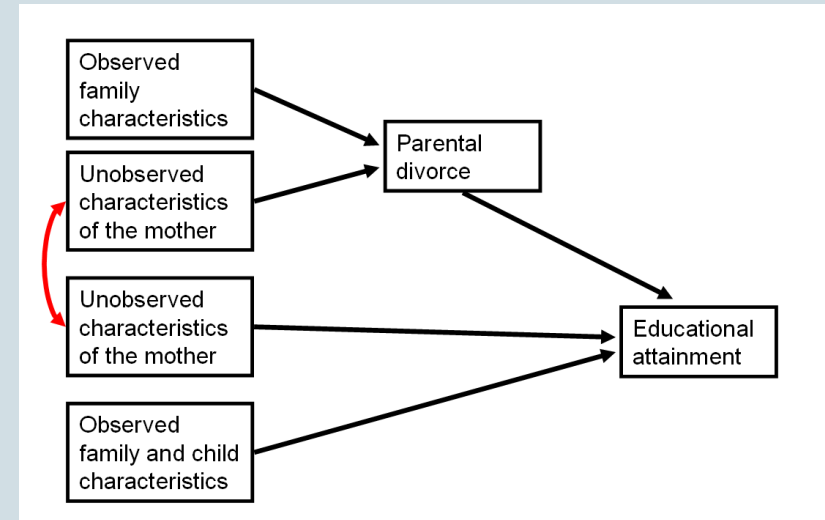 Observed
family
characteristics
Unobserved
characteristics
of the mother
Parental
divorce
Unobserved
characteristics
of the mother
Educational
attainment
Observed
family and child
characteristics